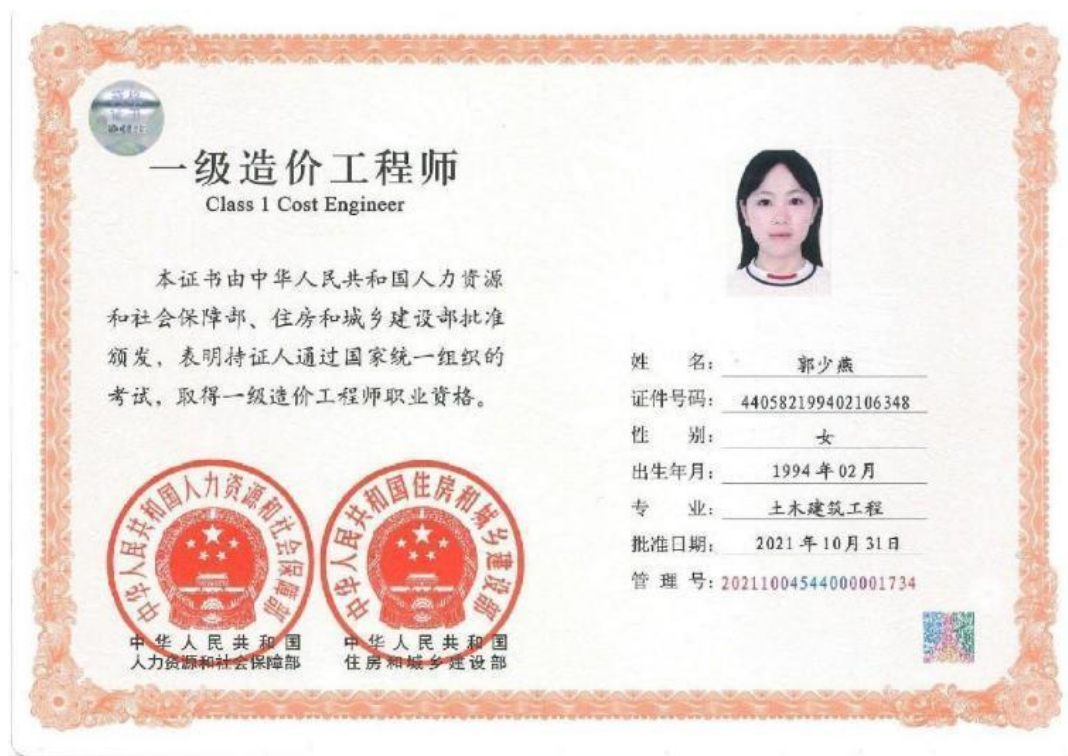 一级造价工程师
Class 1 Cost Engineer
本证书由中华人民共和国人力资源
和社会保障部、住房和城乡建设部批准
颁发，表明持证人通过国家统一组织的
考试，取得一级造价工程师职业资格。
中华人民共和国人力资源和社会保障部
中华人民共和国
人力资源和社会保障部
中华人民共和国住房和城乡建设部
中华人民共和国
住房和城乡建设部
姓 名： 郭少燕
证件号码： 440582199402106348
性 别： 女
出生年月： 1994年02月
专 业： 土木建筑工程
批准日期： 2021年10月31日
管 理 号：20211004544000001734